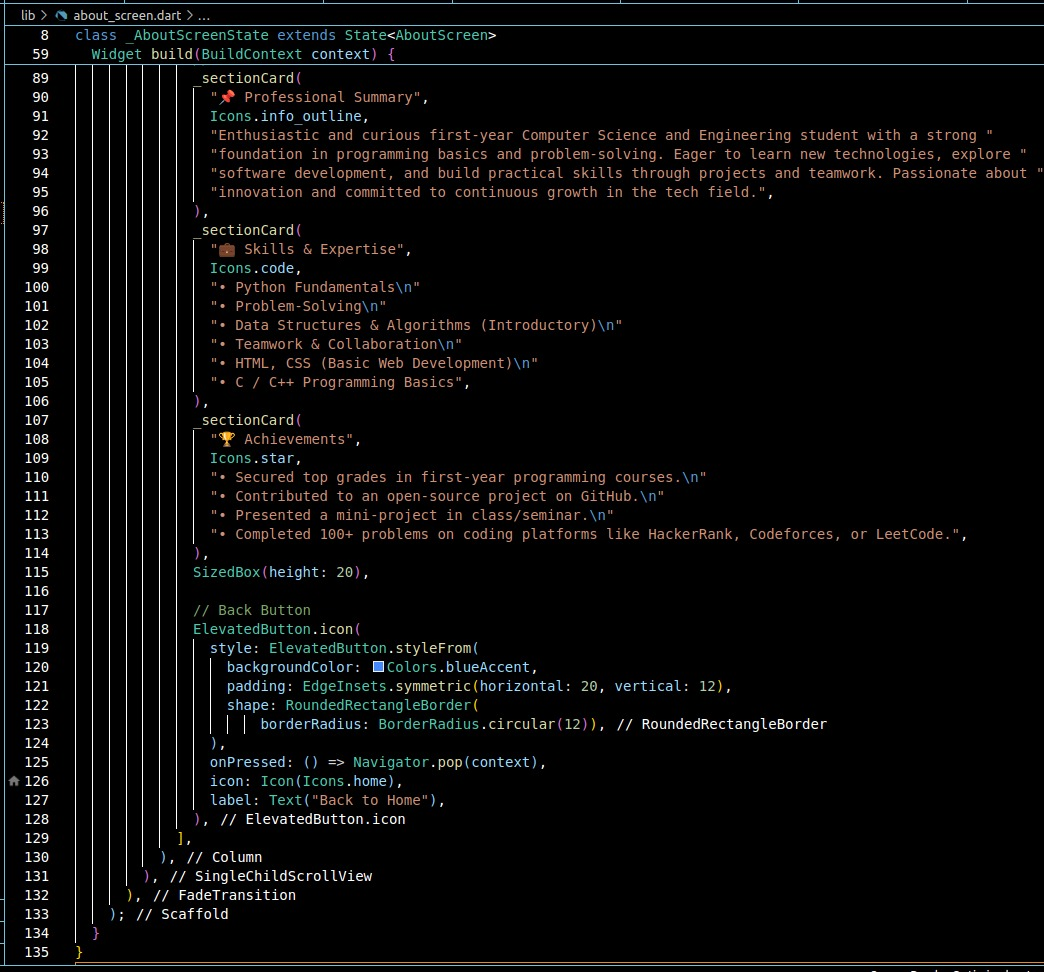 lib > about_screen.dart > ...
8 class _AboutScreenState extends State<AboutScreen>
59 Widget build(BuildContext context) {
89 _sectionCard(
90 "📌 Professional Summary",
91 Icons.info_outline,
92 "Enthusiastic and curious first-year Computer Science and Engineering student with a strong "
93 "foundation in programming basics and problem-solving. Eager to learn new technologies, explore "
94 "software development, and build practical skills through projects and teamwork. Passionate about "
95 "innovation and committed to continuous growth in the tech field.",
96 ),
97 _sectionCard(
98 "💼 Skills & Expertise",
99 Icons.code,
100 "• Python Fundamentals\n"
101 "• Problem-Solving\n"
102 "• Data Structures & Algorithms (Introductory)\n"
103 "• Teamwork & Collaboration\n"
104 "• HTML, CSS (Basic Web Development)\n"
105 "• C / C++ Programming Basics",
106 ),
107 _sectionCard(
108 "🏆 Achievements",
109 Icons.star,
110 "• Secured top grades in first-year programming courses.\n"
111 "• Contributed to an open-source project on GitHub.\n"
112 "• Presented a mini-project in class/seminar.\n"
113 "• Completed 100+ problems on coding platforms like HackerRank, Codeforces, or LeetCode.",
114 ),
115 SizedBox(height: 20),
116
117 // Back Button
118 ElevatedButton.icon(
119 style: ElevatedButton.styleFrom(
120 backgroundColor: Colors.blueAccent,
121 padding: EdgeInsets.symmetric(horizontal: 20, vertical: 12),
122 shape: RoundedRectangleBorder(
123 borderRadius: BorderRadius.circular(12)), // RoundedRectangleBorder
124 ),
125 onPressed: () => Navigator.pop(context),
126 icon: Icon(Icons.home),
127 label: Text("Back to Home"),
128 ), // ElevatedButton.icon
129 ],
130 ), // Column
131 ), // SingleChildScrollView
132 ), // FadeTransition
133 ); // Scaffold
134 }
135 }